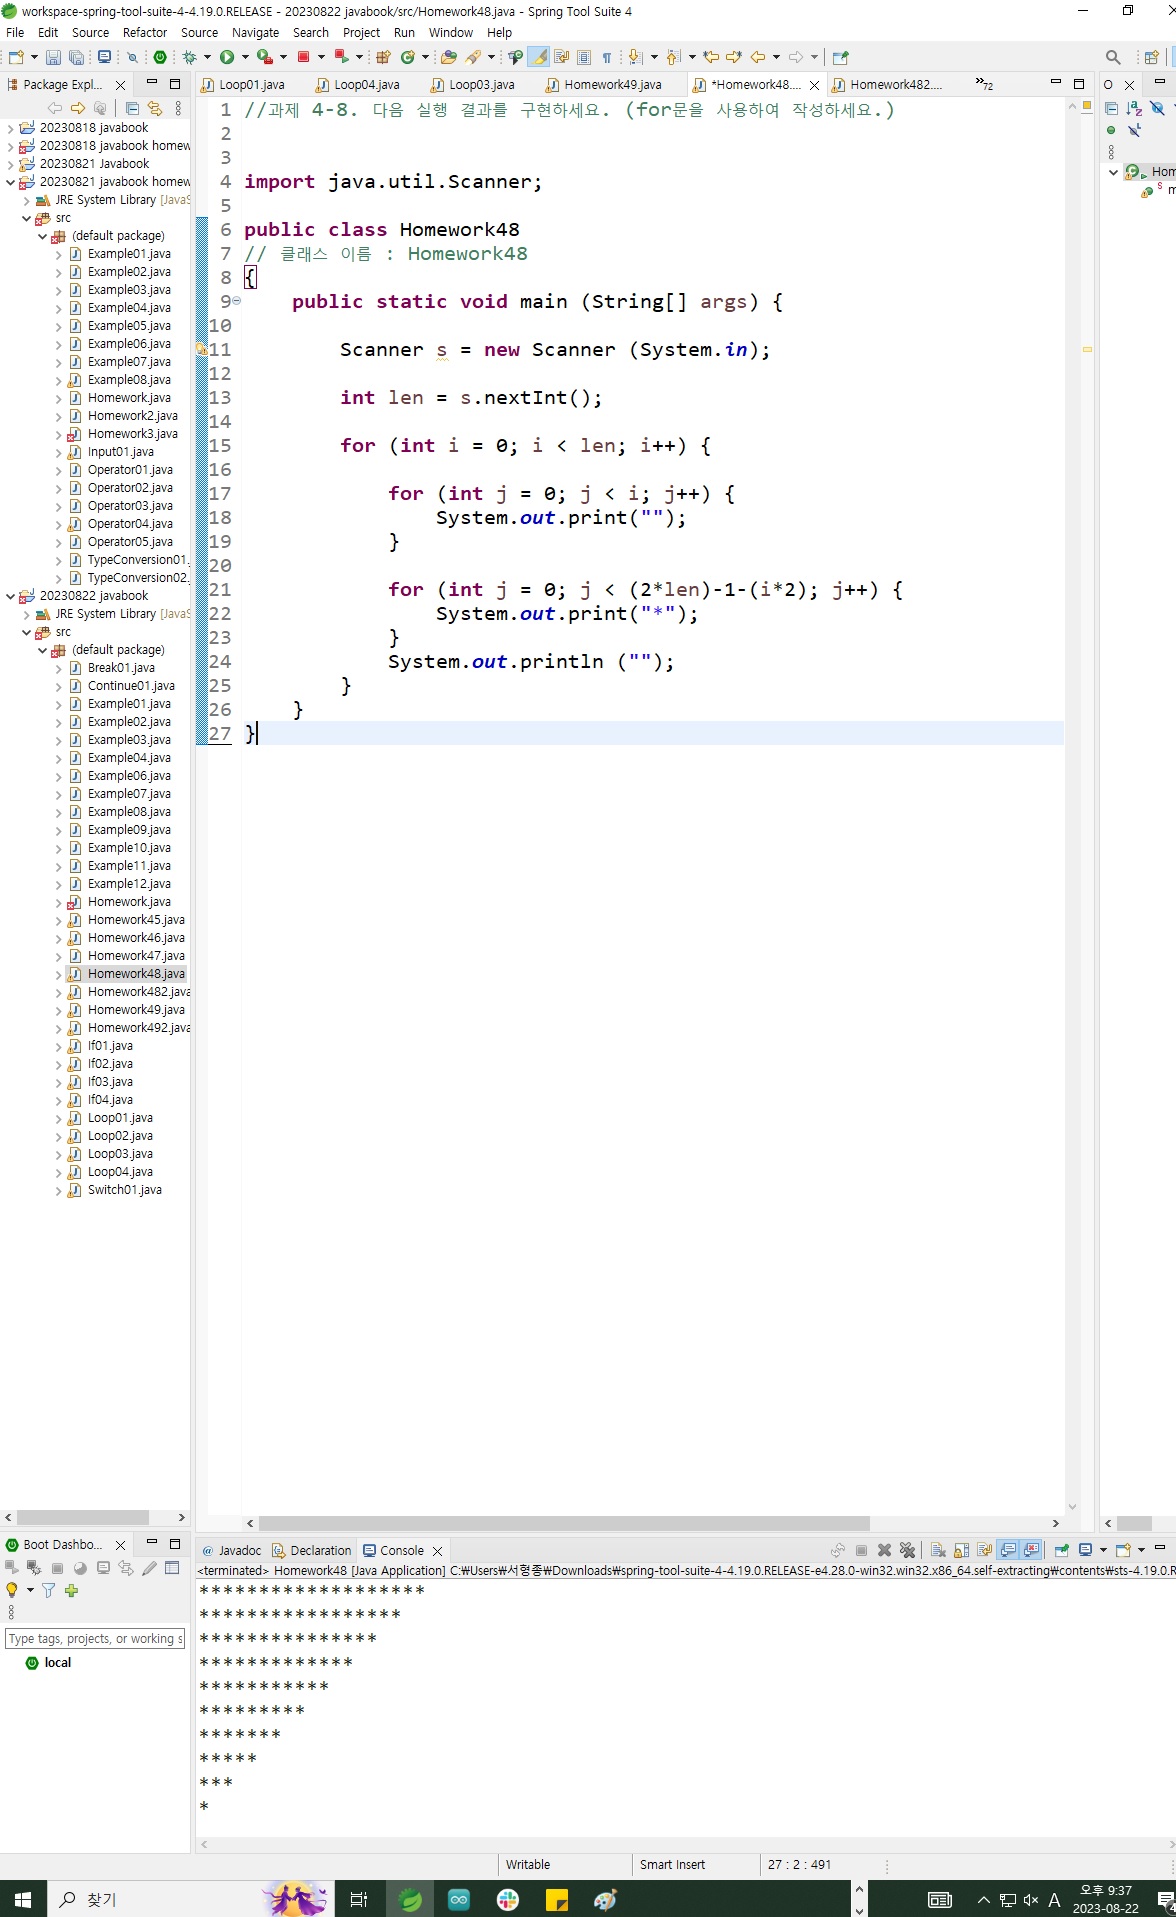 workspace-spring-tool-suite-4-4.19.0.RELEASE - 20230822 javabook/src/Homework48.java - Spring Tool Suite 4
File Edit Source Refactor Source Navigate Search Project Run Window Help
Package Expl...
Loop01.java Loop04.java Loop03.java Homework49.java *Homework48.... Homework482.... »72
20230818 javabook
20230818 javabook homew
20230821 Javabook
20230821 javabook homew
JRE System Library [JavaS
src
(default package)
Example01.java
Example02.java
Example03.java
Example04.java
Example05.java
Example06.java
Example07.java
Example08.java
Homework.java
Homework2.java
Homework3.java
Input01.java
Operator01.java
Operator02.java
Operator03.java
Operator04.java
Operator05.java
TypeConversion01.
TypeConversion02.
20230822 javabook
JRE System Library [JavaS
src
(default package)
Break01.java
Continue01.java
Example01.java
Example02.java
Example03.java
Example04.java
Example06.java
Example07.java
Example08.java
Example09.java
Example10.java
Example11.java
Example12.java
Homework.java
Homework45.java
Homework46.java
Homework47.java
Homework48.java
Homework482.java
Homework49.java
Homework492.java
If01.java
If02.java
If03.java
If04.java
Loop01.java
Loop02.java
Loop03.java
Loop04.java
Switch01.java
1 //과제 4-8. 다음 실행 결과를 구현하세요. (for문을 사용하여 작성하세요.)
2
3
4 import java.util.Scanner;
5
6 public class Homework48
7 // 클래스 이름 : Homework48
8 {
9 public static void main (String[] args) {
10
11 Scanner s = new Scanner (System.in);
12
13 int len = s.nextInt();
14
15 for (int i = 0; i < len; i++) {
16
17 for (int j = 0; j < i; j++) {
18 System.out.print("");
19 }
20
21 for (int j = 0; j < (2*len)-1-(i*2); j++) {
22 System.out.print("*");
23 }
24 System.out.println ("");
25 }
26 }
27 }
O
Hom
m
Boot Dashbo...
Type tags, projects, or working s
local
Javadoc Declaration Console
<terminated> Homework48 [Java Application] C:₩Users₩서형종₩Downloads₩spring-tool-suite-4-4.19.0.RELEASE-e4.28.0-win32.win32.x86_64.self-extracting₩contents₩sts-4.19.0.R
*******************
*****************
***************
*************
***********
*********
*******
*****
***
*
Writable Smart Insert 27 : 2 : 491
찾기
A
오후 9:37
2023-08-22